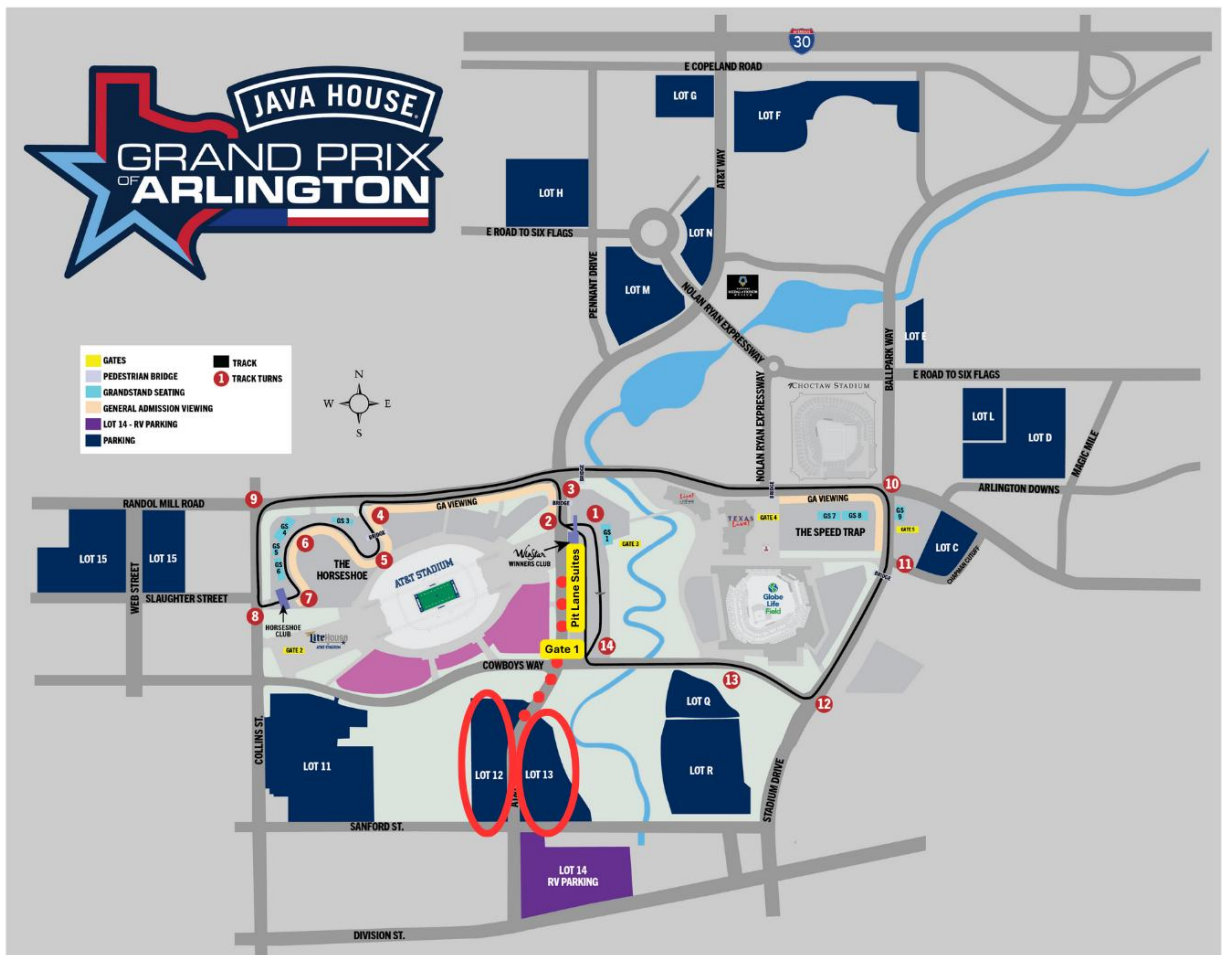 JAVA HOUSE
GRAND PRIX
OF ARLINGTON
30
E COPELAND ROAD
LOT G
LOT F
AT&T WAY
LOT H
LOT N
E ROAD TO SIX FLAGS
PENNANT DRIVE
LOT M
NOLAN RYAN EXPRESSWAY
LOT E
BALLPARK WAY
E ROAD TO SIX FLAGS
GATES
PEDESTRIAN BRIDGE
GRANDSTAND SEATING
GENERAL ADMISSION VIEWING
LOT 14 - RV PARKING
PARKING
TRACK
1 TRACK TURNS
N
W E
S
CHOCTAW STADIUM
NOLAN RYAN EXPRESSWAY
LOT L
LOT D
MAGIC MILE
ARLINGTON DOWNS
RANDOL MILL ROAD
9
GA VIEWING
3
BRIDGE
BRIDGE
BRIDGE
10
GA VIEWING
GS 4
GS 3
4
BRIDGE
2
1
GS 1
GATE 3
TEXAS
Live!
GATE 4
GS 7
GS 8
GS 9
THE SPEED TRAP
LOT C
CHAPMAN CUTOFF
LOT 15
LOT 15
GS 5
GS 6
6
5
THE
HORSESHOE
AT&T STADIUM
WINNERS CLUB
Pit Lane Suites
11
BRIDGE
WEB STREET
SLAUGHTER STREET
7
8
HORSESHOE
CLUB
GATE 2
LiteHouse
Globe
Life
Field
Gate 1
14
COWBOYS WAY
13
12
COLLINS ST.
LOT 11
LOT 12
LOT 13
LOT Q
LOT R
STADIUM DRIVE
SANFORD ST.
LOT 14
RV PARKING
DIVISION ST.